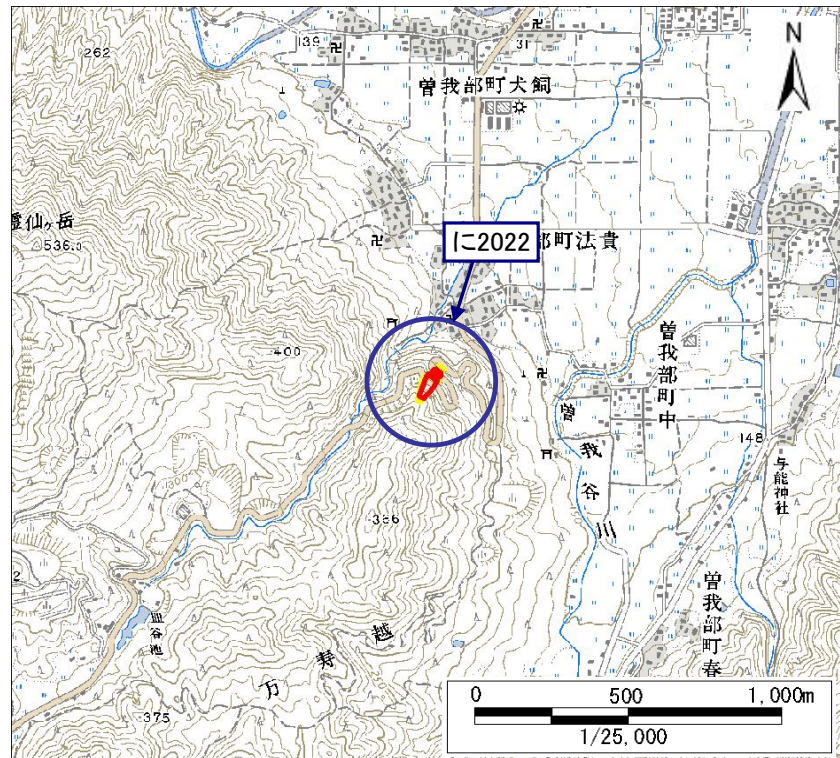 262
139
31
N
曽我部町犬飼
霊仙ヶ岳
536.0
に2022
部町法貴
400
曽我部町中
曽我谷川
148
与能神社
366
2
皿谷池
万寿越
曽我部町春
375
0 500 1,000m
1/25,000